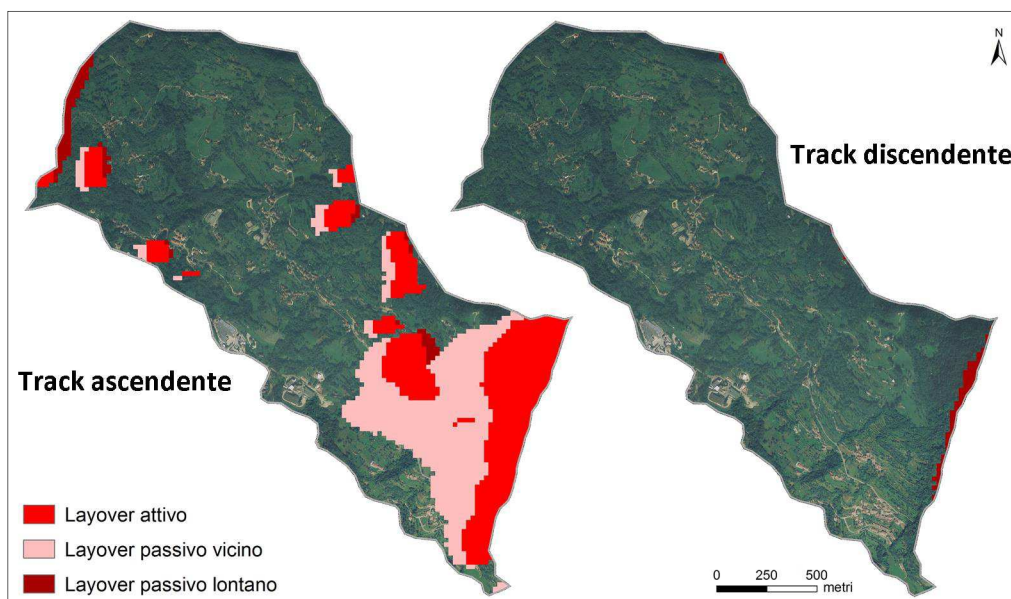 N
Track discendente
Track ascendente
Layover attivo
Layover passivo vicino
Layover passivo lontano
0 250 500
metri